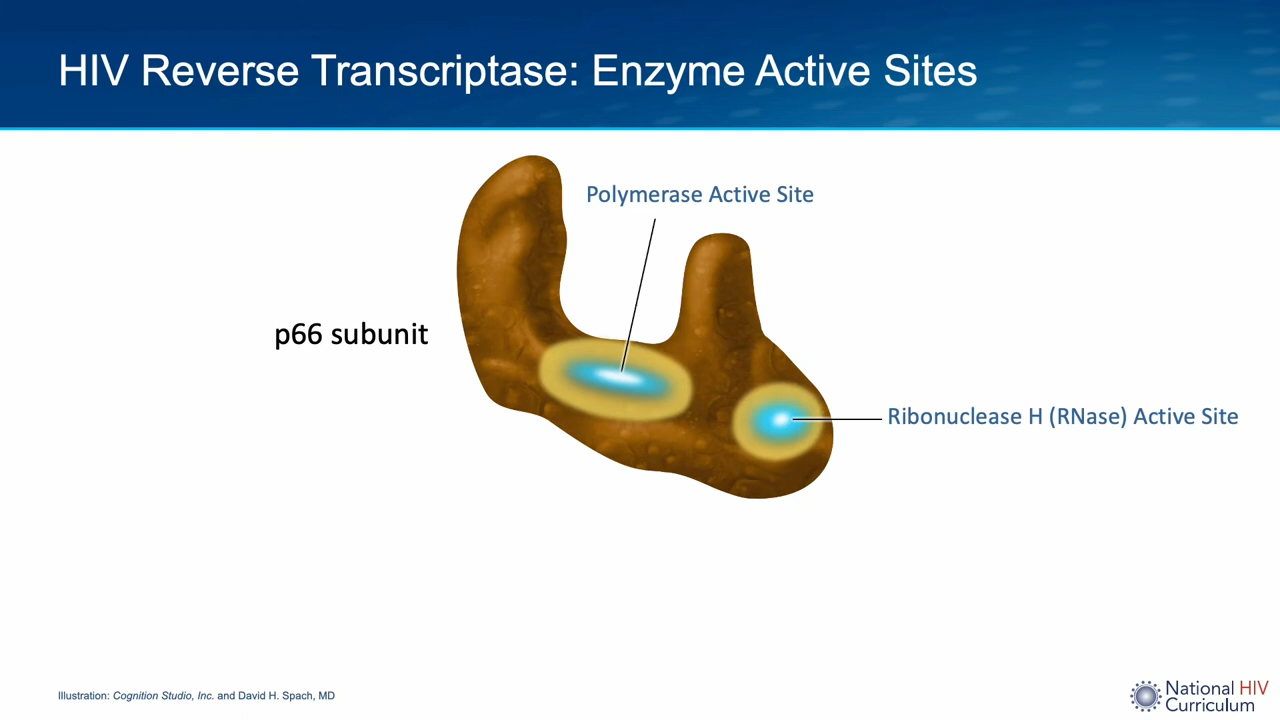 HIV Reverse Transcriptase: Enzyme Active Sites
Polymerase Active Site
p66 subunit
Ribonuclease H (RNase) Active Site
Illustration: Cognition Studio, Inc. and David H. Spach, MD
National HIV
Curriculum